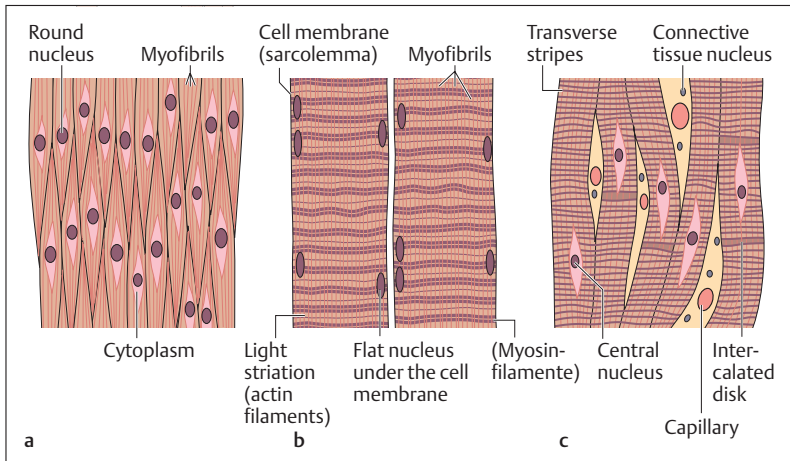 Round
nucleus
Myofibrils
Cytoplasm
a
Cell membrane
(sarcolemma)
Myofibrils
Light
striation
(actin
filaments)
Flat nucleus
under the cell
membrane
(Myosin-
filamente)
b
Transverse
stripes
Connective
tissue nucleus
Central
nucleus
Inter-
calated
disk
Capillary
c